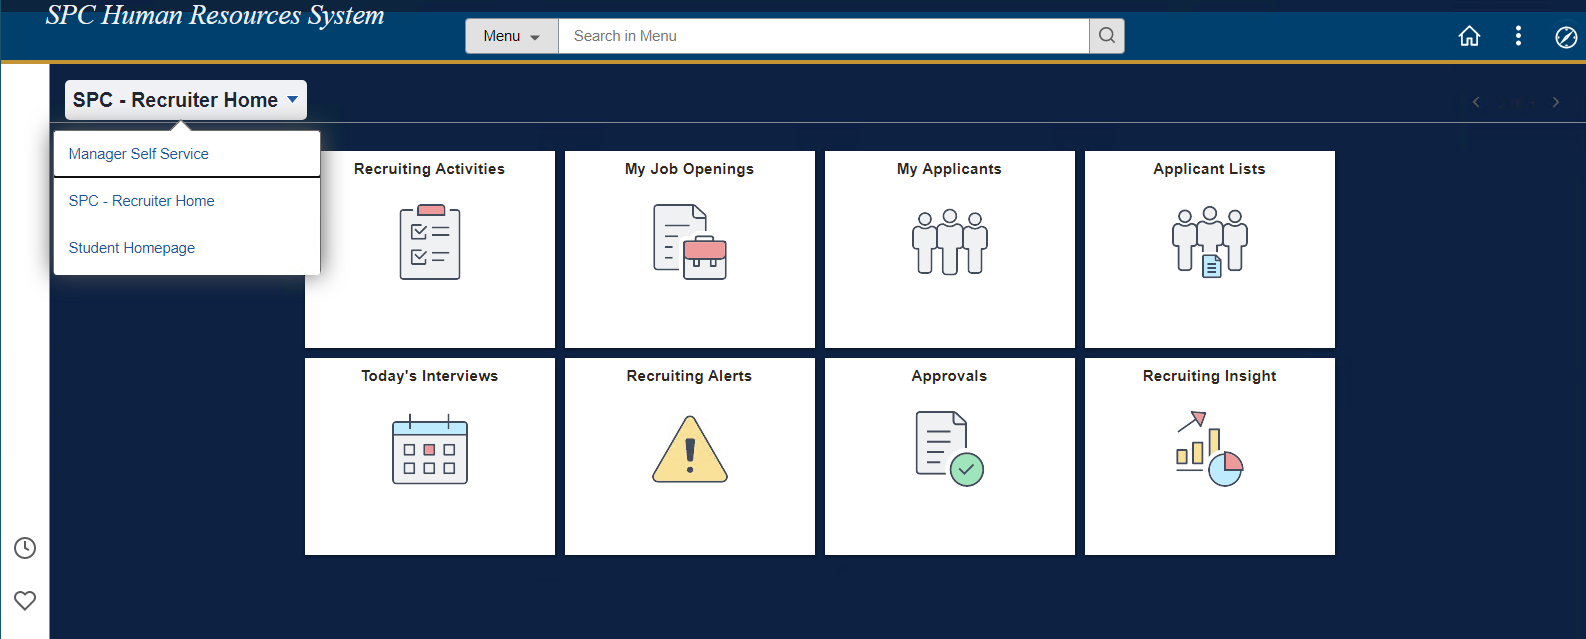 SPC Human Resources System
Menu
Search in Menu
SPC - Recruiter Home
Manager Self Service
SPC - Recruiter Home
Student Homepage
Recruiting Activities
My Job Openings
My Applicants
Applicant Lists
Today's Interviews
Recruiting Alerts
Approvals
Recruiting Insight